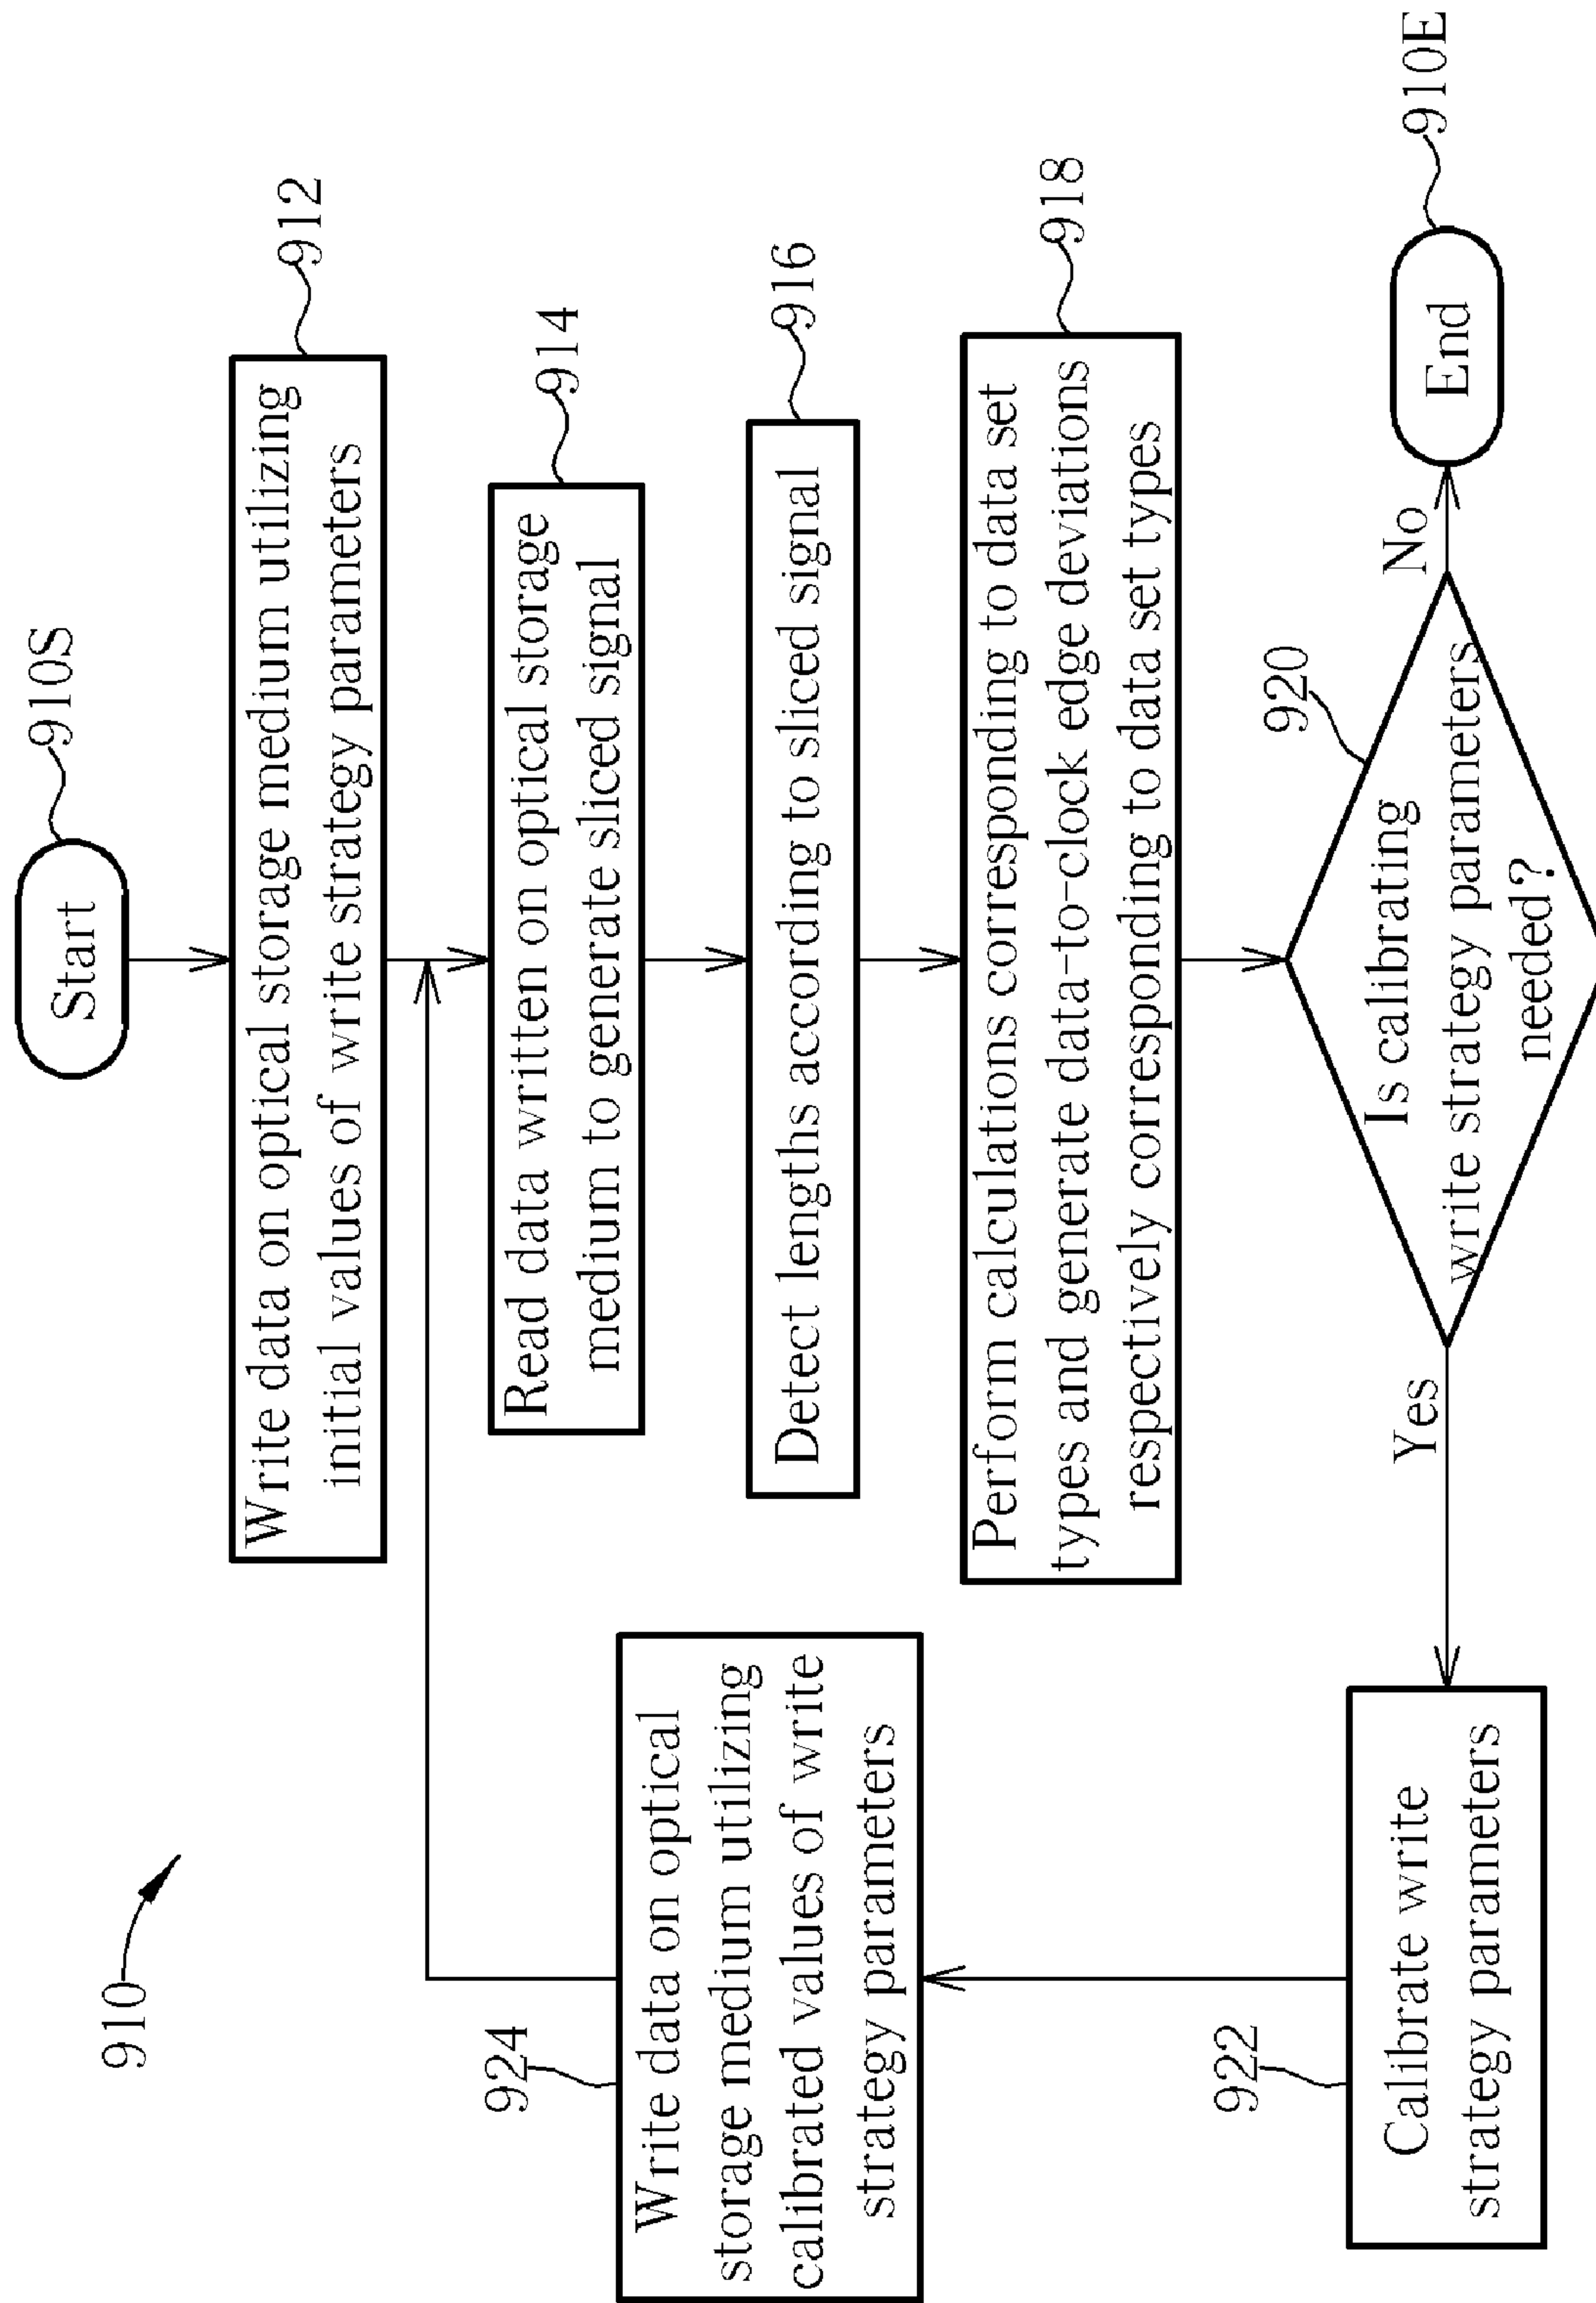 910
Start
910S
Write data on optical storage medium utilizing
initial values of write strategy parameters
912
Read data written on optical storage
medium to generate sliced signal
914
Detect lengths according to sliced signal
916
Perform calculations corresponding to data set
types and generate data-to-clock edge deviations
respectively corresponding to data set types
918
920
Is calibrating
write strategy parameters
needed?
No
End
910E
Yes
Calibrate write
strategy parameters
922
Write data on optical
storage medium utilizing
calibrated values of write
strategy parameters
924